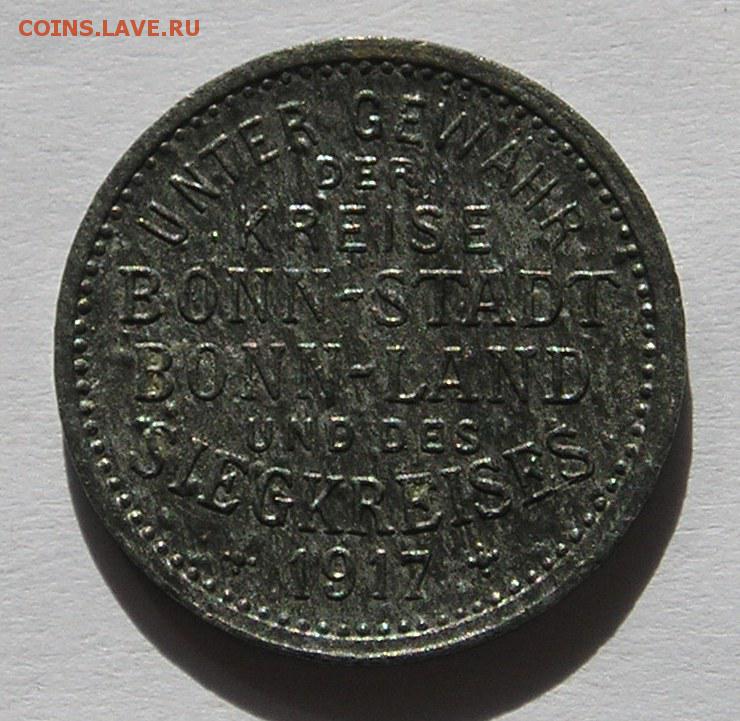 COINS.LAVE.RU
UNTER GEWÄHR
DER
KREISE
BONN-STADT
BONN-LAND
UND DES
SIEGKREISES
1917